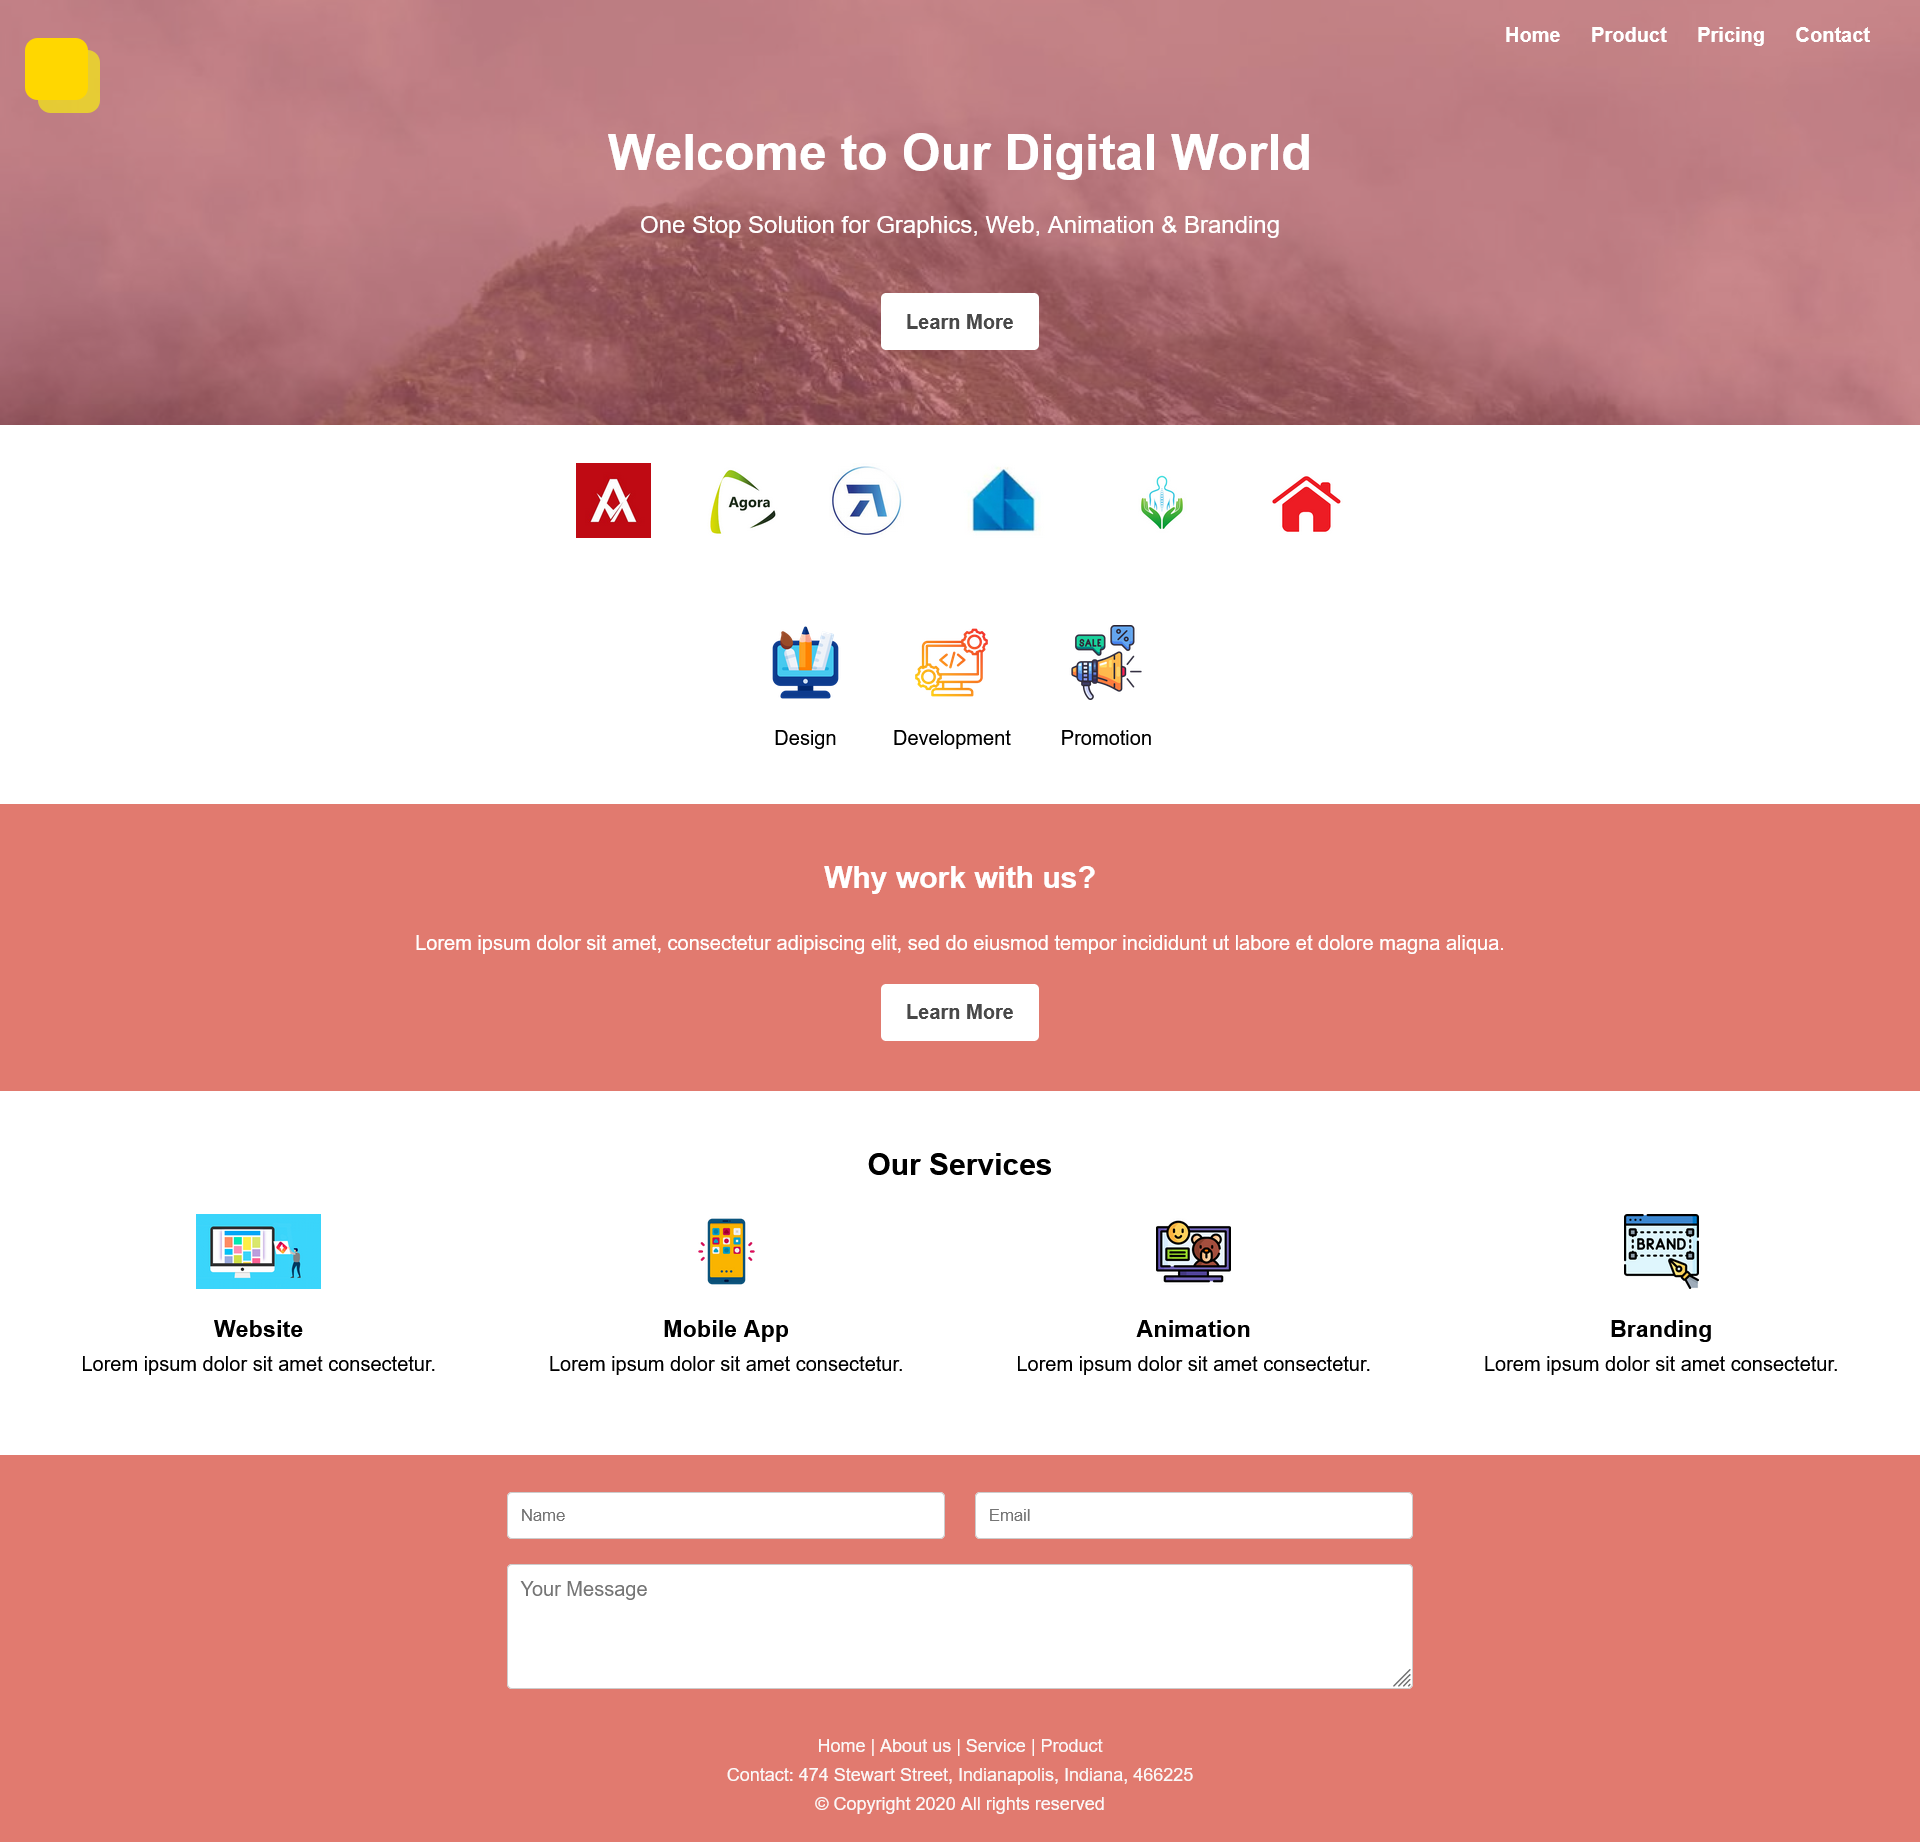 Home Product Pricing Contact
Welcome to Our Digital World
One Stop Solution for Graphics, Web, Animation & Branding
Learn More
Agora
SALE
%
Design Development Promotion
Why work with us?
Lorem ipsum dolor sit amet, consectetur adipiscing elit, sed do eiusmod tempor incididunt ut labore et dolore magna aliqua.
Learn More
Our Services
BRAND
Website Mobile App Animation Branding
Lorem ipsum dolor sit amet consectetur. Lorem ipsum dolor sit amet consectetur. Lorem ipsum dolor sit amet consectetur. Lorem ipsum dolor sit amet consectetur.
Name Email
Your Message
Home | About us | Service | Product
Contact: 474 Stewart Street, Indianapolis, Indiana, 466225
© Copyright 2020 All rights reserved